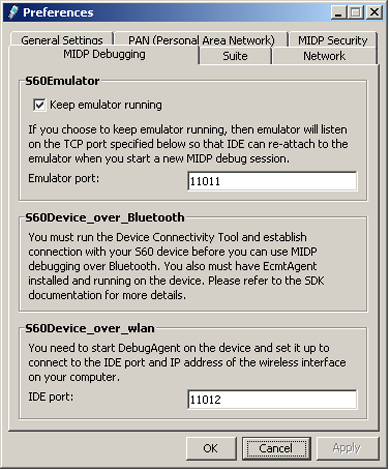 Preferences
General Settings PAN (Personal Area Network) MIDP Security
MIDP Debugging Suite Network
S60Emulator
Keep emulator running
If you choose to keep emulator running, then emulator will listen
on the TCP port specified below so that IDE can re-attach to the
emulator when you start a new MIDP debug session.
Emulator port: 11011
S60Device_over_Bluetooth
You must run the Device Connectivity Tool and establish
connection with your S60 device before you can use MIDP
debugging over Bluetooth. You also must have EcmtAgent
installed and running on the device. Please refer to the SDK
documentation for more details.
S60Device_over_wlan
You need to start DebugAgent on the device and set it up to
connect to the IDE port and IP address of the wireless interface
on your computer.
IDE port: 11012
OK Cancel Apply